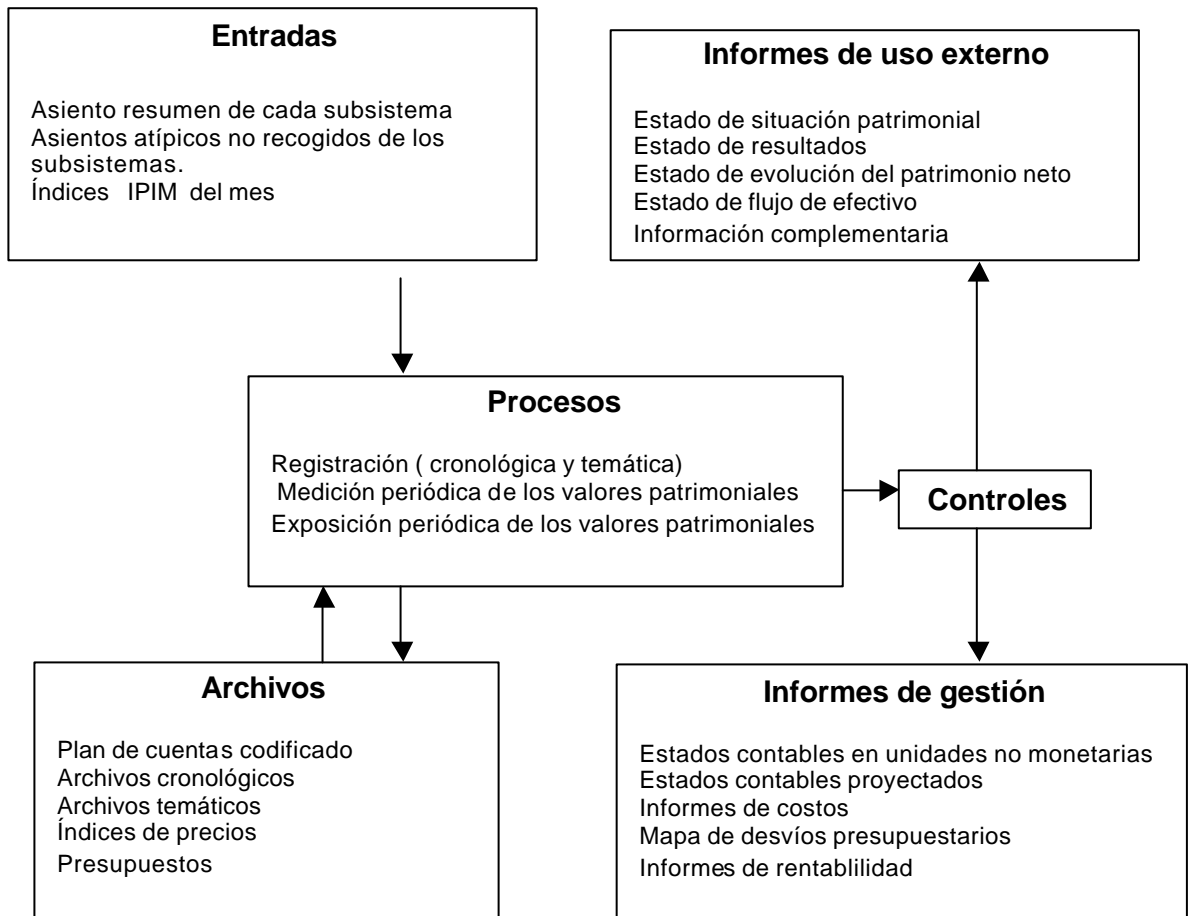 Entradas
Asiento resumen de cada subsistema
Asientos atípicos no recogidos de los
subsistemas.
Índices IPIM del mes
Informes de uso externo
Estado de situación patrimonial
Estado de resultados
Estado de evolución del patrimonio neto
Estado de flujo de efectivo
Información complementaria
Procesos
Registración ( cronológica y temática)
Medición periódica de los valores patrimoniales
Exposición periódica de los valores patrimoniales
Controles
Archivos
Plan de cuentas codificado
Archivos cronológicos
Archivos temáticos
Índices de precios
Presupuestos
Informes de gestión
Estados contables en unidades no monetarias
Estados contables proyectados
Informes de costos
Mapa de desvíos presupuestarios
Informes de rentablilidad